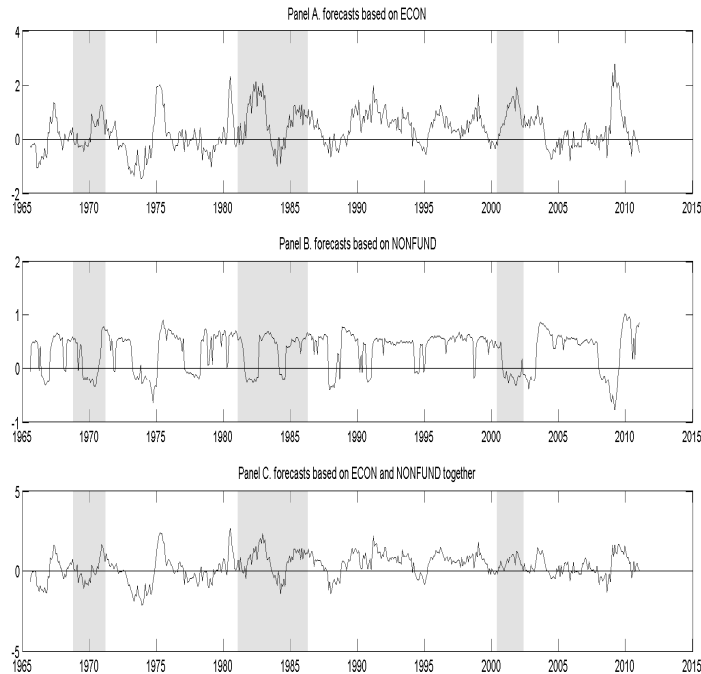 Panel A. forecasts based on ECON
4
2
0
-2
1965 1970 1975 1980 1985 1990 1995 2000 2005 2010 2015
Panel B. forecasts based on NONFUND
2
1
0
-1
1965 1970 1975 1980 1985 1990 1995 2000 2005 2010 2015
Panel C. forecasts based on ECON and NONFUND together
5
0
-5
1965 1970 1975 1980 1985 1990 1995 2000 2005 2010 2015